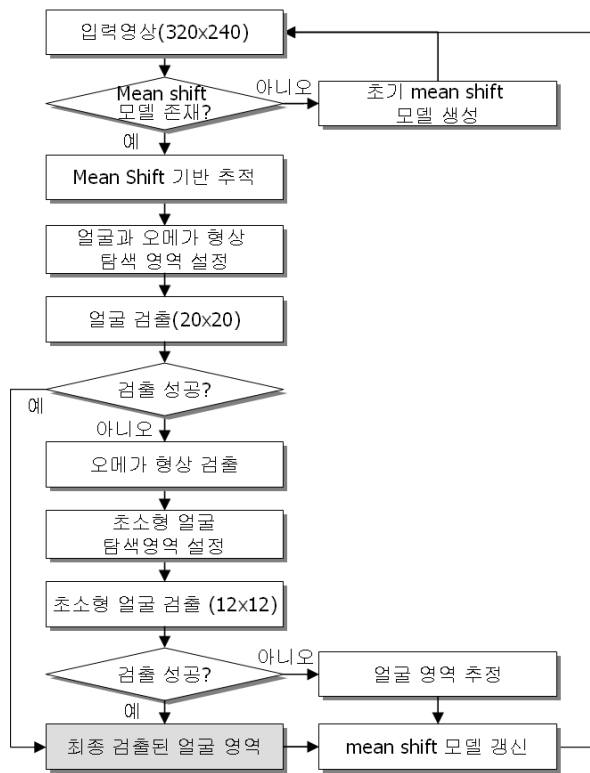 입력영상(320x240)
Mean shift
모델 존재?
아니오
초기 mean shift
모델 생성
예
Mean Shift 기반 추적
얼굴과 오메가 형상
탐색 영역 설정
얼굴 검출(20x20)
검출 성공?
예
아니오
오메가 형상 검출
초소형 얼굴
탐색영역 설정
초소형 얼굴 검출 (12x12)
검출 성공?
아니오
얼굴 영역 추정
예
최종 검출된 얼굴 영역
mean shift 모델 갱신